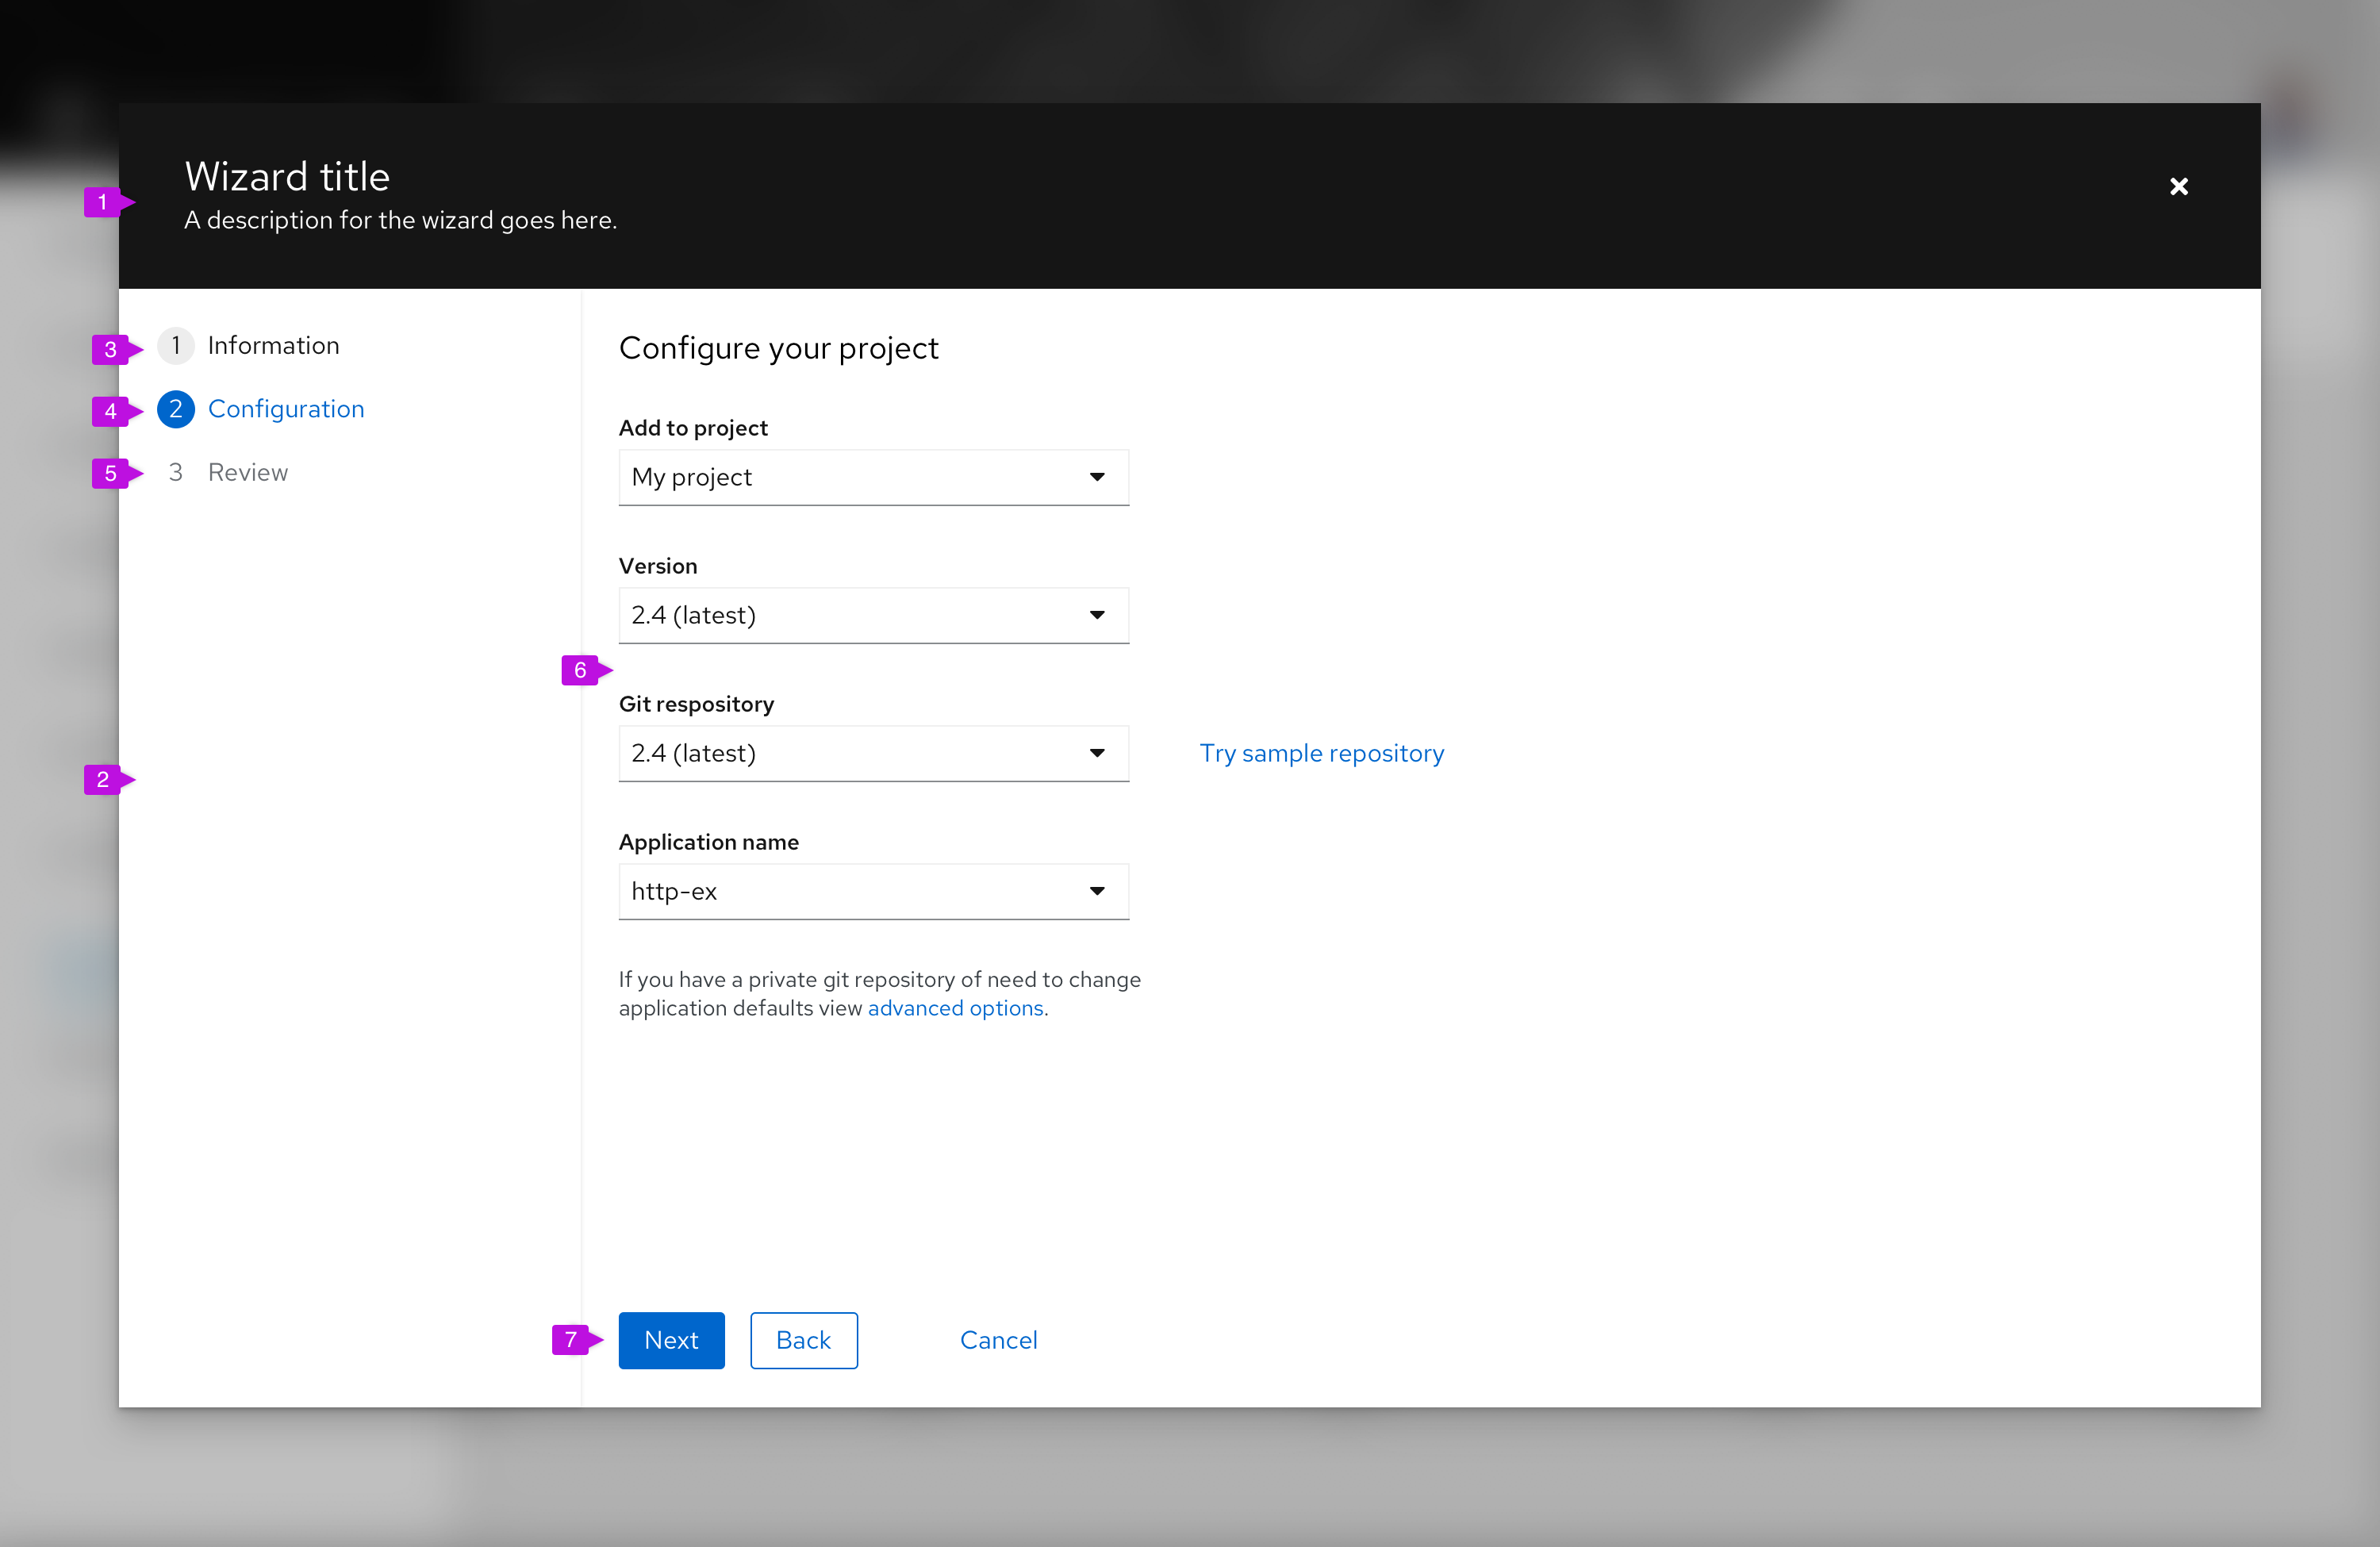 Wizard title
1
A description for the wizard goes here.
3
1 Information
4
2 Configuration
5
3 Review
2
Configure your project
Add to project
My project
Version
2.4 (latest)
6
Git respository
2.4 (latest)
Try sample repository
Application name
http-ex
If you have a private git repository of need to change
application defaults view advanced options.
7
Next
Back
Cancel